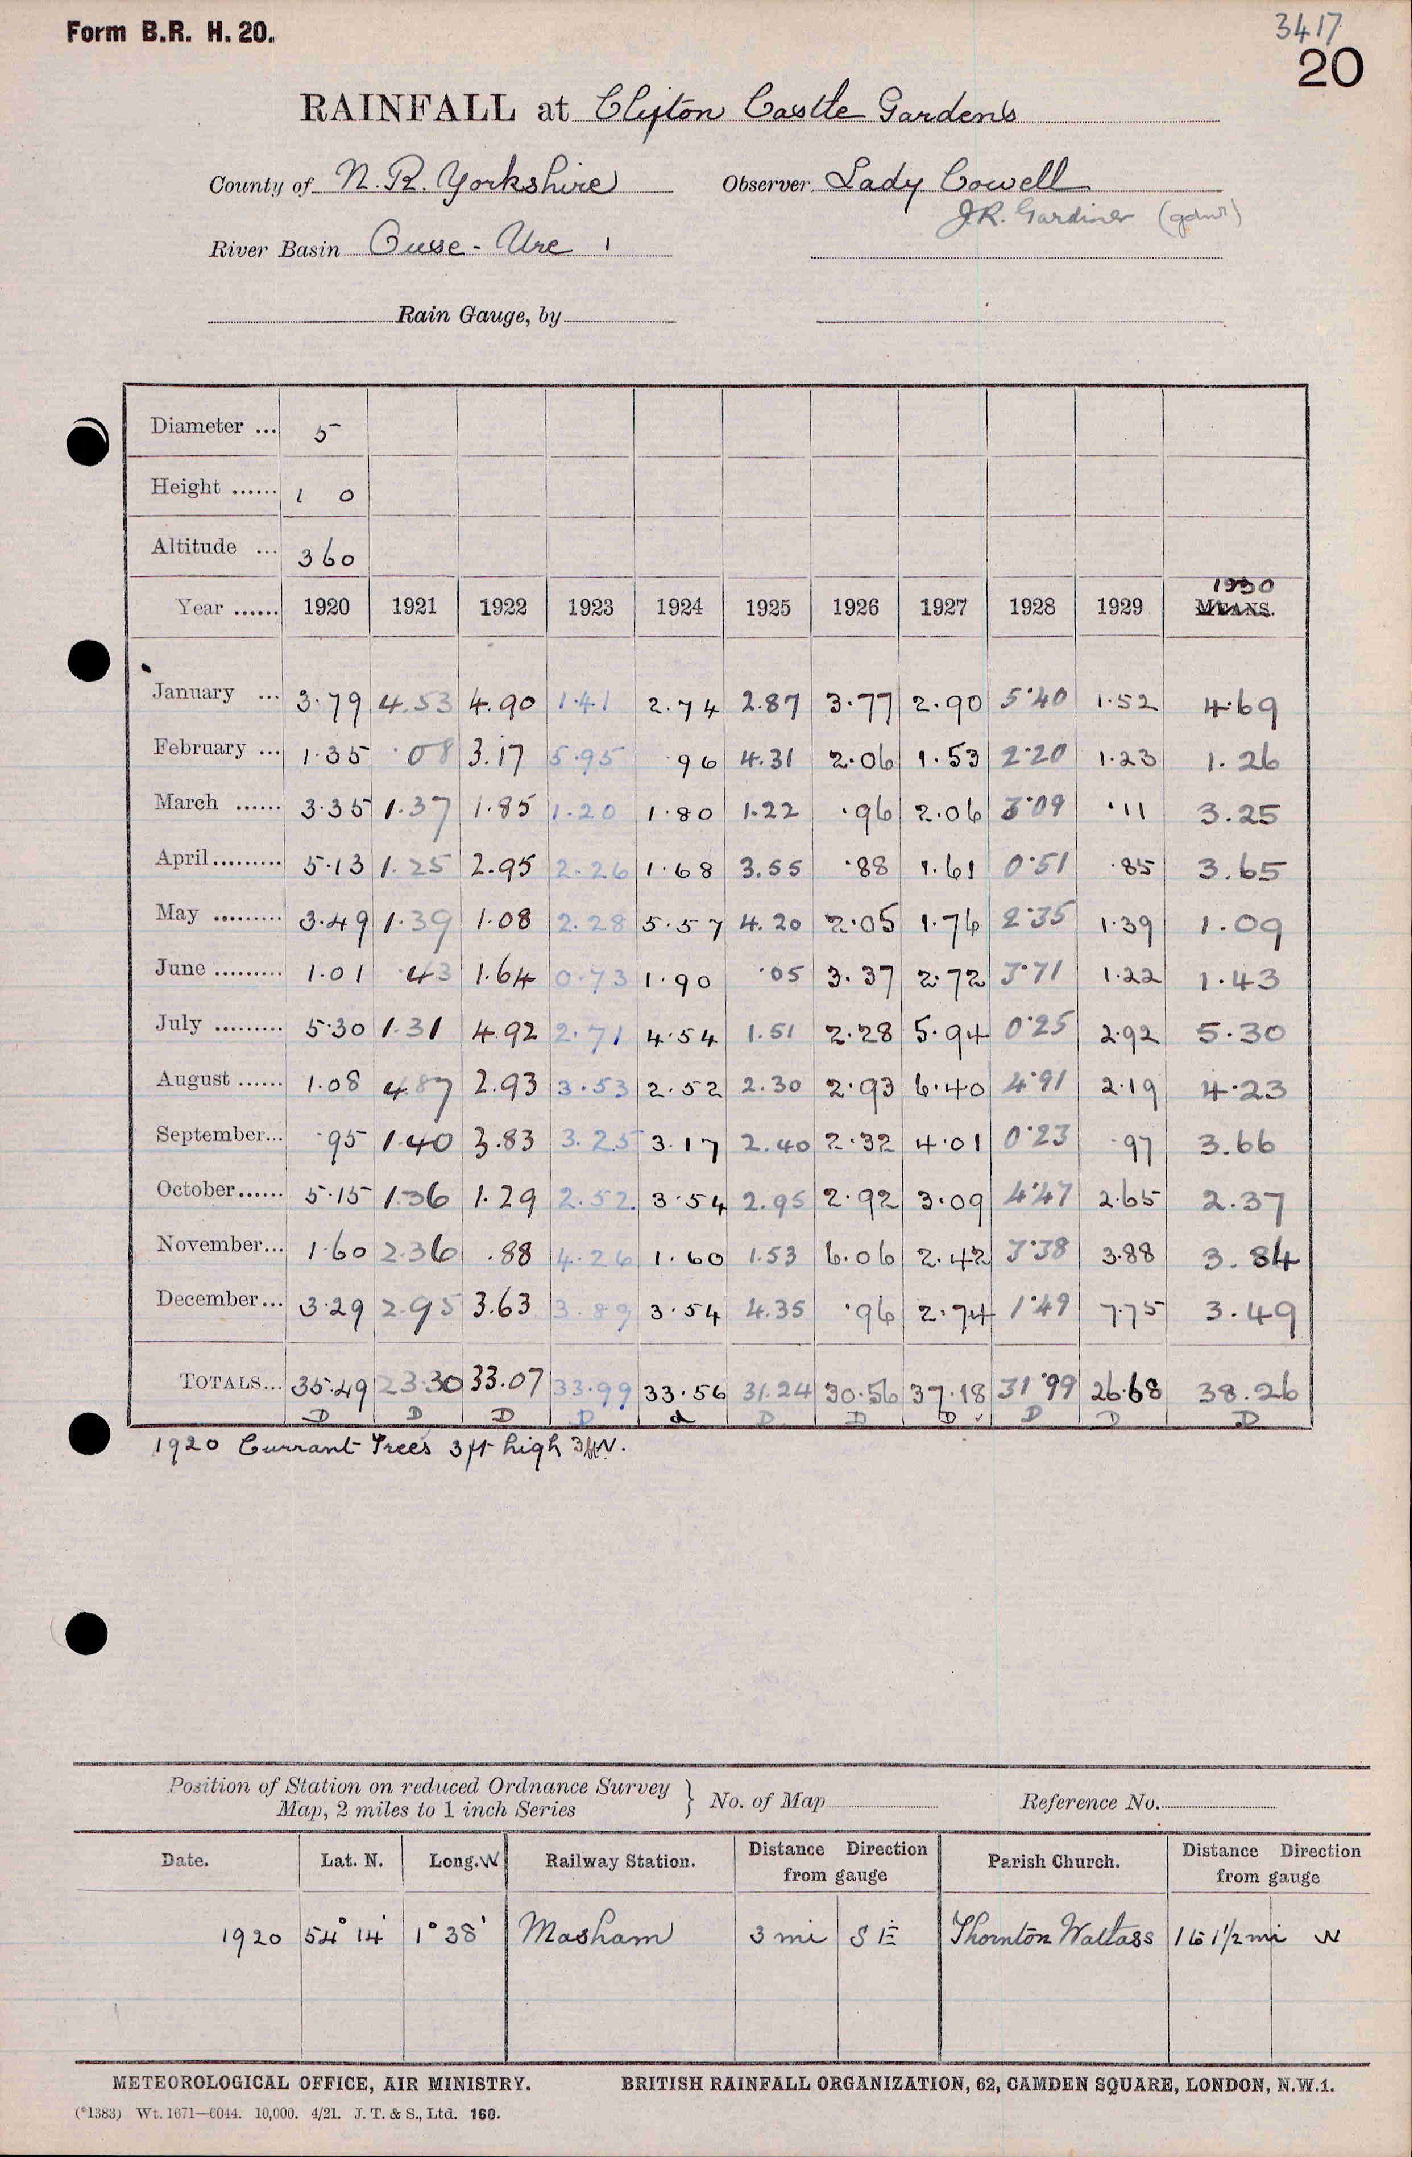 Form B.R. H. 20.
3417
20
RAINFALL at Clifton Castle Gardens
County of N. R. Yorkshire Observer Lady Cowell
J.R. Gardiner (gdnr)
River Basin Ouse - Ure 1
Rain Gauge, by
Diameter ... 5
Height ...... 1 0
Altitude ... 360
1930
Year ...... 1920 1921 1922 1923 1924 1925 1926 1927 1928 1929 MEANS.
January ... 3.79 4.53 4.90 1.41 2.74 2.87 3.77 2.90 5.40 1.52 4.69
February ... 1.35 .08 3.17 5.95 .96 4.31 2.06 1.53 2.20 1.23 1.26
March ...... 3.35 1.37 1.85 1.20 1.80 1.22 .96 2.06 3.09 .11 3.25
April ......... 5.13 1.25 2.95 2.26 1.68 3.55 .88 1.61 0.51 .85 3.65
May ......... 3.49 1.39 1.08 2.28 5.57 4.20 2.05 1.76 2.35 1.39 1.09
June ......... 1.01 .43 1.64 0.73 1.90 .05 3.37 2.72 3.71 1.22 1.43
July ......... 5.30 1.31 4.92 2.71 4.54 1.51 2.28 5.94 0.25 2.92 5.30
August ...... 1.08 4.87 2.93 3.53 2.52 2.30 2.93 6.40 4.91 2.19 4.23
September... .95 1.40 3.83 3.25 3.17 2.40 2.32 4.01 0.23 .97 3.66
October...... 5.15 1.36 1.29 2.52 3.54 2.95 2.92 3.09 4.47 2.65 2.37
November... 1.60 2.36 .88 4.26 1.60 1.53 6.06 2.42 3.38 3.88 3.84
December... 3.29 2.95 3.63 3.89 3.54 4.35 .96 2.74 1.49 7.75 3.49
TOTALS... 35.49 23.30 33.07 33.99 33.56 31.24 30.56 37.18 31.99 26.68 38.26
D D D D d D D D D D D
1920 Currant Trees 3ft high 3ft N.
Position of Station on reduced Ordnance Survey
Map, 2 miles to 1 inch Series } No. of Map Reference No.
Date. Lat. N. Long. W Railway Station. Distance Direction from gauge Parish Church. Distance Direction from gauge
1920 54° 14' 1° 38' Masham 3 mi S E Thornton Watlass 1 to 1 1/2 mi N
METEOROLOGICAL OFFICE, AIR MINISTRY. BRITISH RAINFALL ORGANIZATION, 62, CAMDEN SQUARE, LONDON, N.W.1.
(*1383) Wt. 1671—6044. 10,000. 4/21. J. T. & S., Ltd. 160.